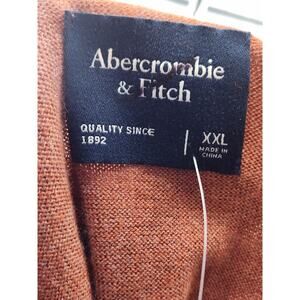 Abercrombie
& Fitch
QUALITY SINCE
1892
XXL
MADE IN
CHINA